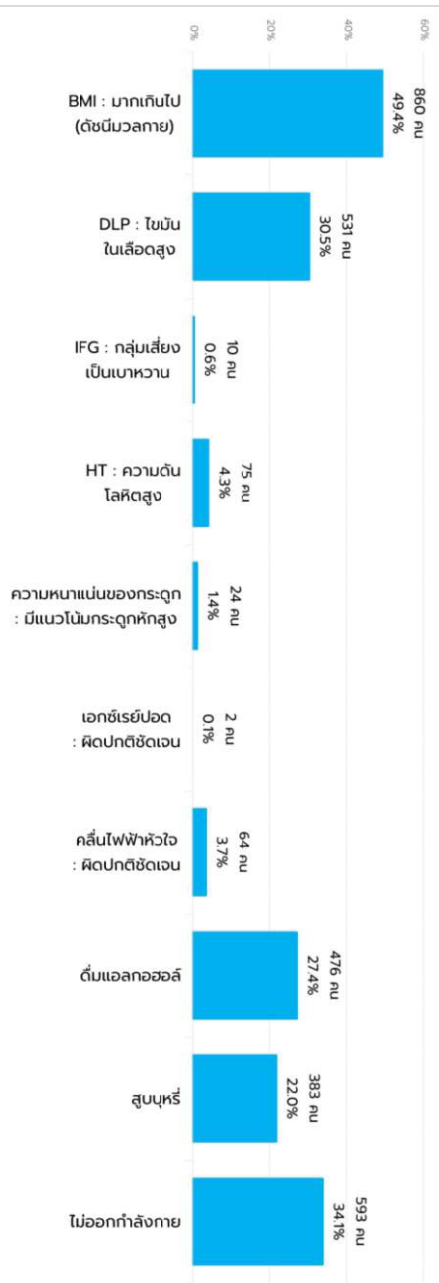 0%
20%
40%
60%
BMI : มากเกินไป
(ดัชนีมวลกาย)
860 คน
49.4%
DLP : ไขมัน
ในเลือดสูง
531 คน
30.5%
IFG : กลุ่มเสี่ยง
เป็นเบาหวาน
10 คน
0.6%
HT : ความดัน
โลหิตสูง
75 คน
4.3%
ความหนาแน่นของกระดูก
: มีแนวโน้มกระดูกหักสูง
24 คน
1.4%
เอกซ์เรย์ปอด
: ผิดปกติชัดเจน
2 คน
0.1%
คลื่นไฟฟ้าหัวใจ
: ผิดปกติชัดเจน
64 คน
3.7%
ดื่มแอลกอฮอล์
476 คน
27.4%
สูบบุหรี่
383 คน
22.0%
ไม่ออกกำลังกาย
593 คน
34.1%